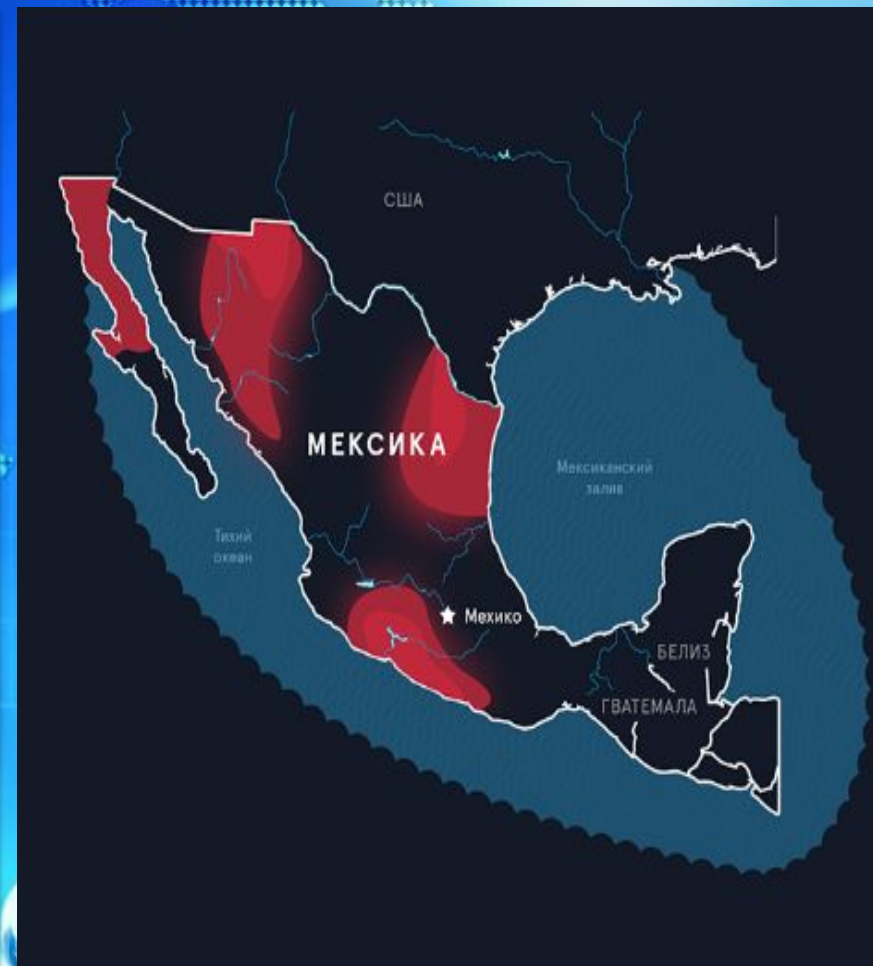 США
МЕКСИКА
Мексиканский
залив
Тихий
океан
Мехико
БЕЛИЗ
ГВАТЕМАЛА